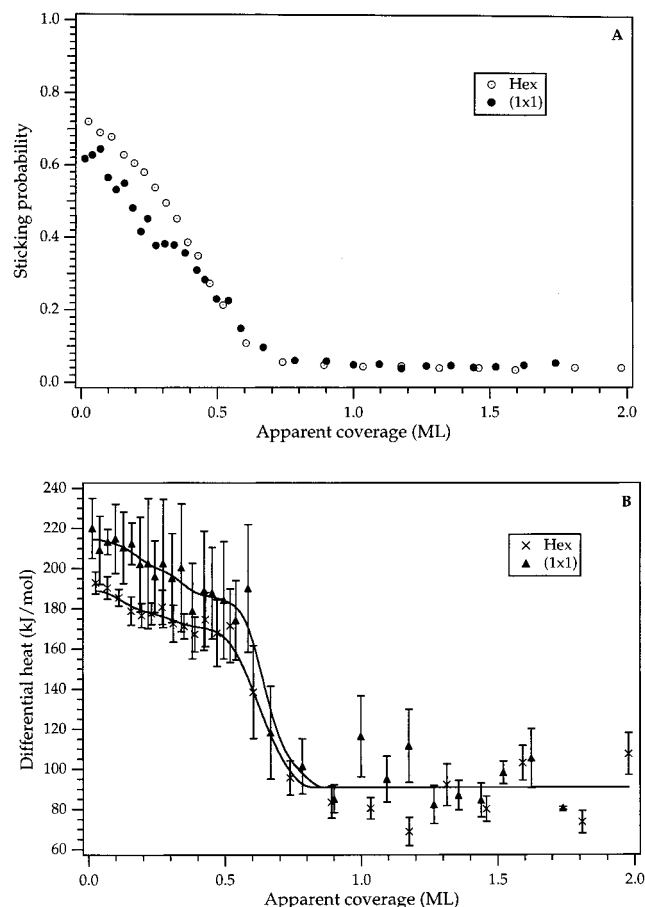 A
1.0
0.8
0.6
0.4
0.2
0.0
Sticking probability
Hex
(1x1)
0.0 0.5 1.0 1.5 2.0
Apparent coverage (ML)
B
240
220
200
180
160
140
120
100
80
60
Differential heat (kJ/mol)
Hex
(1x1)
0.0 0.5 1.0 1.5 2.0
Apparent coverage (ML)